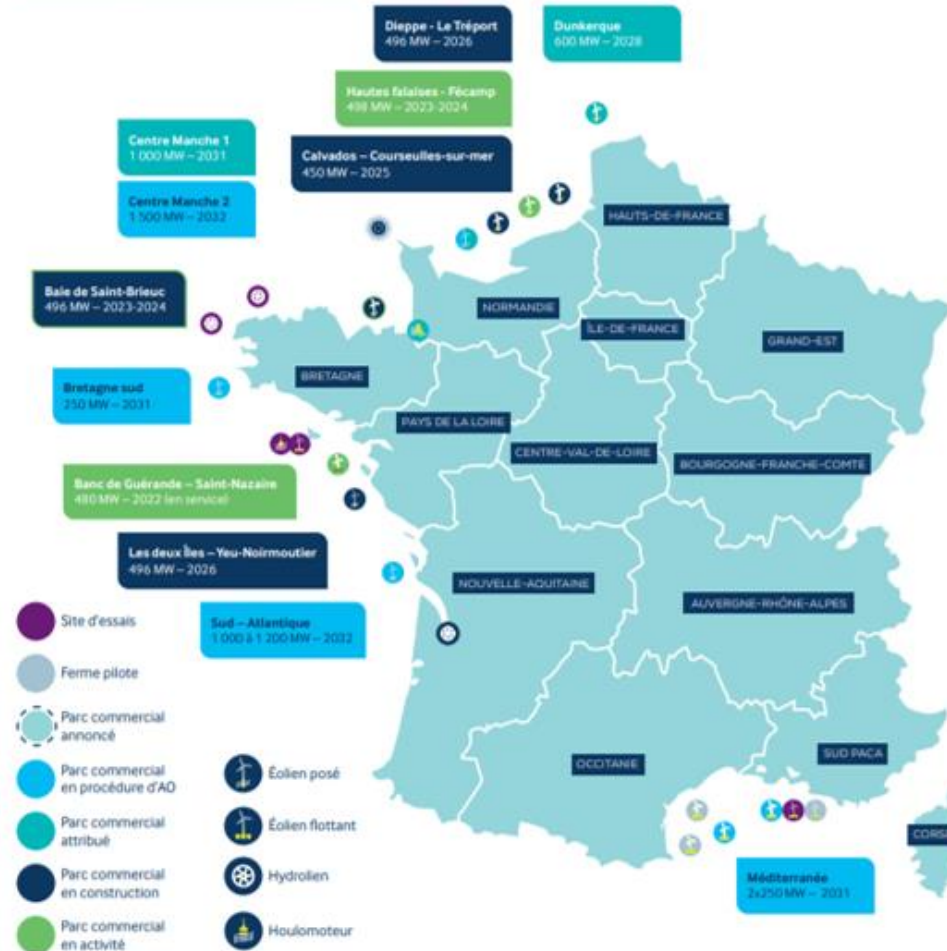 Dieppe - Le Tréport
496 MW – 2026
Dunkerque
600 MW – 2028
Hautes falaises - Fécamp
498 MW – 2023-2024
Centre Manche 1
1 000 MW – 2031
Calvados – Courseulles-sur-mer
450 MW – 2025
Centre Manche 2
1 500 MW – 2032
HAUTS-DE-FRANCE
Baie de Saint-Brieuc
496 MW – 2023-2024
NORMANDIE
ÎLE-DE-FRANCE
GRAND-EST
BRETAGNE
Bretagne sud
250 MW – 2031
PAYS DE LA LOIRE
CENTRE-VAL-DE-LOIRE
BOURGOGNE-FRANCHE-COMTÉ
Banc de Guérande – Saint-Nazaire
480 MW – 2022 (en service)
Les deux Îles – Yeu-Noirmoutier
496 MW – 2026
NOUVELLE-AQUITAINE
AUVERGNE-RHÔNE-ALPES
Sud – Atlantique
1 000 à 1 200 MW – 2032
Site d'essais
Ferme pilote
Parc commercial
annoncé
Parc commercial
en procédure d'AO
Parc commercial
attribué
Parc commercial
en construction
Parc commercial
en activité
Éolien posé
Éolien flottant
Hydrolien
Houlomoteur
OCCITANIE
SUD PACA
CORS
Méditerranée
2x250 MW – 2031